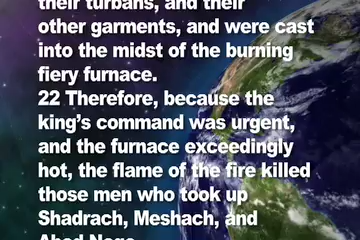 their turbans, and their
other garments, and were cast
into the midst of the burning
fiery furnace.
22 Therefore, because the
king’s command was urgent,
and the furnace exceedingly
hot, the flame of the fire killed
those men who took up
Shadrach, Meshach, and
Abed-Nego.